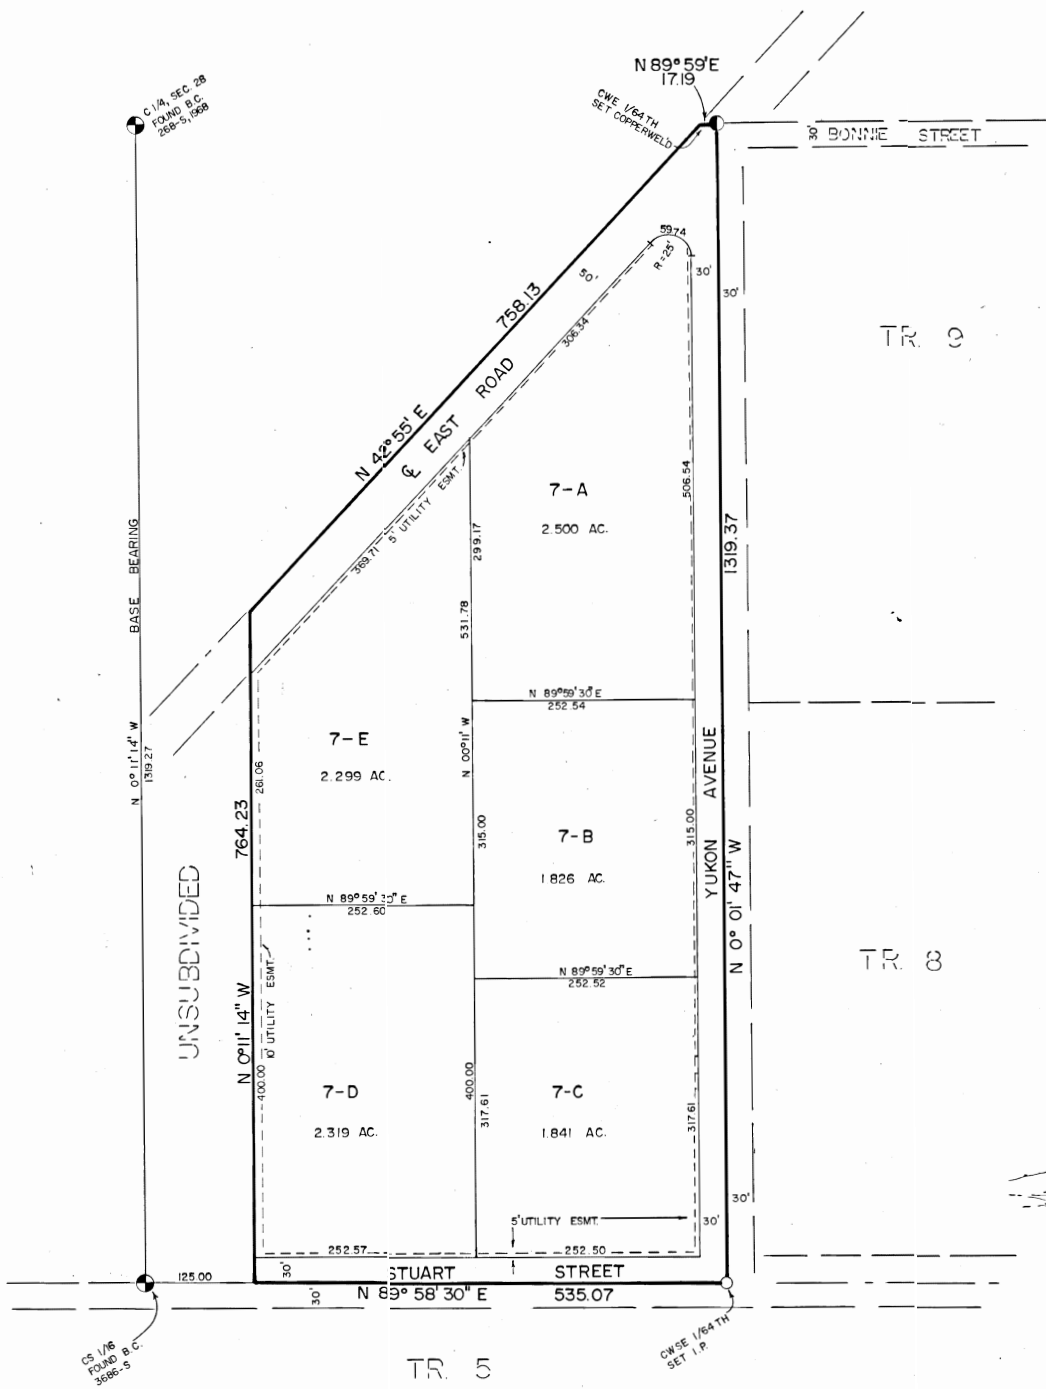 N 89° 59' E
17.19
C 1/4, SEC. 28
FOUND B.C.
268-S, 1968
CWE 1/64 TH
SET COPPERWELD
30' BONNIE STREET
59.74
R = 25'
30'
30'
50'
758.13
306.34
TR. 9
EAST ROAD
N 42° 55' E
5' UTILITY ESMT.
369.71
7-A
2.500 AC.
506.54
299.17
1319.37
BASE BEARING
531.78
N 89° 59' 30" E
252.54
N 0° 11' 14" W
1319.27
7-E
2.299 AC.
N 00° 11' W
261.06
764.23
YUKON AVENUE
315.00
315.00
7-B
1.826 AC.
N 89° 59' 30" E
252.60
UNSUBDIVIDED
N 0° 01' 47" W
TR. 8
N 89° 59' 30" E
252.52
10' UTILITY ESMT.
N 0° 11' 14" W
400.00
7-D
2.319 AC.
400.00
317.61
7-C
1.841 AC.
317.61
30'
5' UTILITY ESMT.
30'
252.57
252.50
125.00
30'
STUART STREET
30'
N 89° 58' 30" E 535.07
CS 1/16
FOUND B.C.
3686-S
CWSE 1/64 TH
SET I.P.
TR. 5